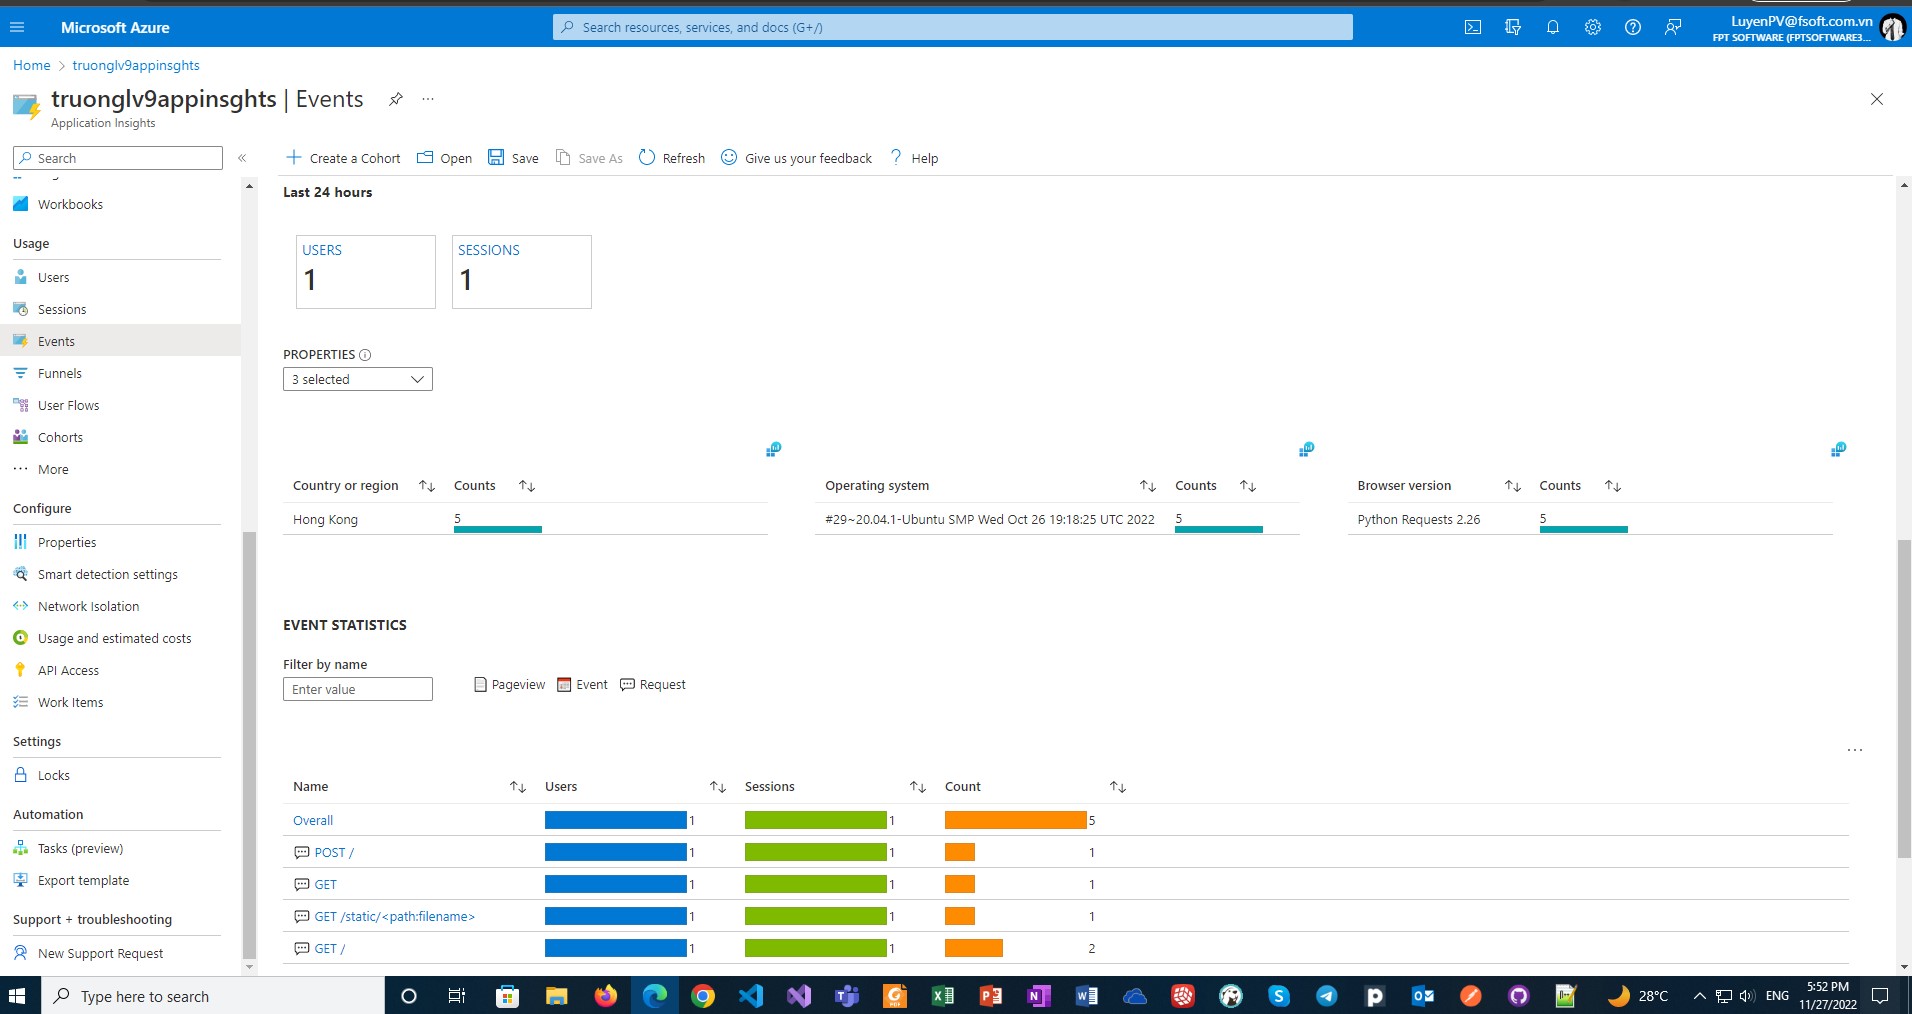 Microsoft Azure
Search resources, services, and docs (G+/)
LuyenPV@fsoft.com.vn
FPT SOFTWARE (FPTSOFTWARE3...
Home > truonglv9appinsghts
truonglv9appinsghts | Events
Application Insights
Search
Create a Cohort
Open
Save
Save As
Refresh
Give us your feedback
Help
Workbooks
Usage
Users
Sessions
Events
Funnels
User Flows
Cohorts
More
Configure
Properties
Smart detection settings
Network Isolation
Usage and estimated costs
API Access
Work Items
Settings
Locks
Automation
Tasks (preview)
Export template
Support + troubleshooting
New Support Request
Last 24 hours
USERS
1
SESSIONS
1
PROPERTIES
3 selected
Country or region Counts
Hong Kong 5
Operating system Counts
#29~20.04.1-Ubuntu SMP Wed Oct 26 19:18:25 UTC 2022 5
Browser version Counts
Python Requests 2.26 5
EVENT STATISTICS
Filter by name
Enter value
Pageview Event Request
Name Users Sessions Count
Overall 1 1 5
POST / 1 1 1
GET 1 1 1
GET /static/<path:filename> 1 1 1
GET / 1 1 2
Type here to search
28°C
ENG
5:52 PM
11/27/2022